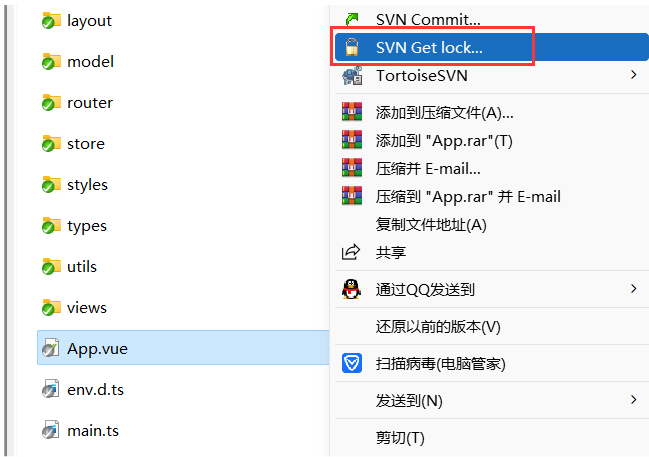 layout
model
router
store
styles
types
utils
views
App.vue
env.d.ts
main.ts
SVN Commit...
SVN Get lock...
TortoiseSVN
添加到压缩文件(A)...
添加到 "App.rar"(T)
压缩并 E-mail...
压缩到 "App.rar" 并 E-mail
复制文件地址(A)
共享
通过QQ发送到
还原以前的版本(V)
扫描病毒(电脑管家)
发送到(N)
剪切(T)